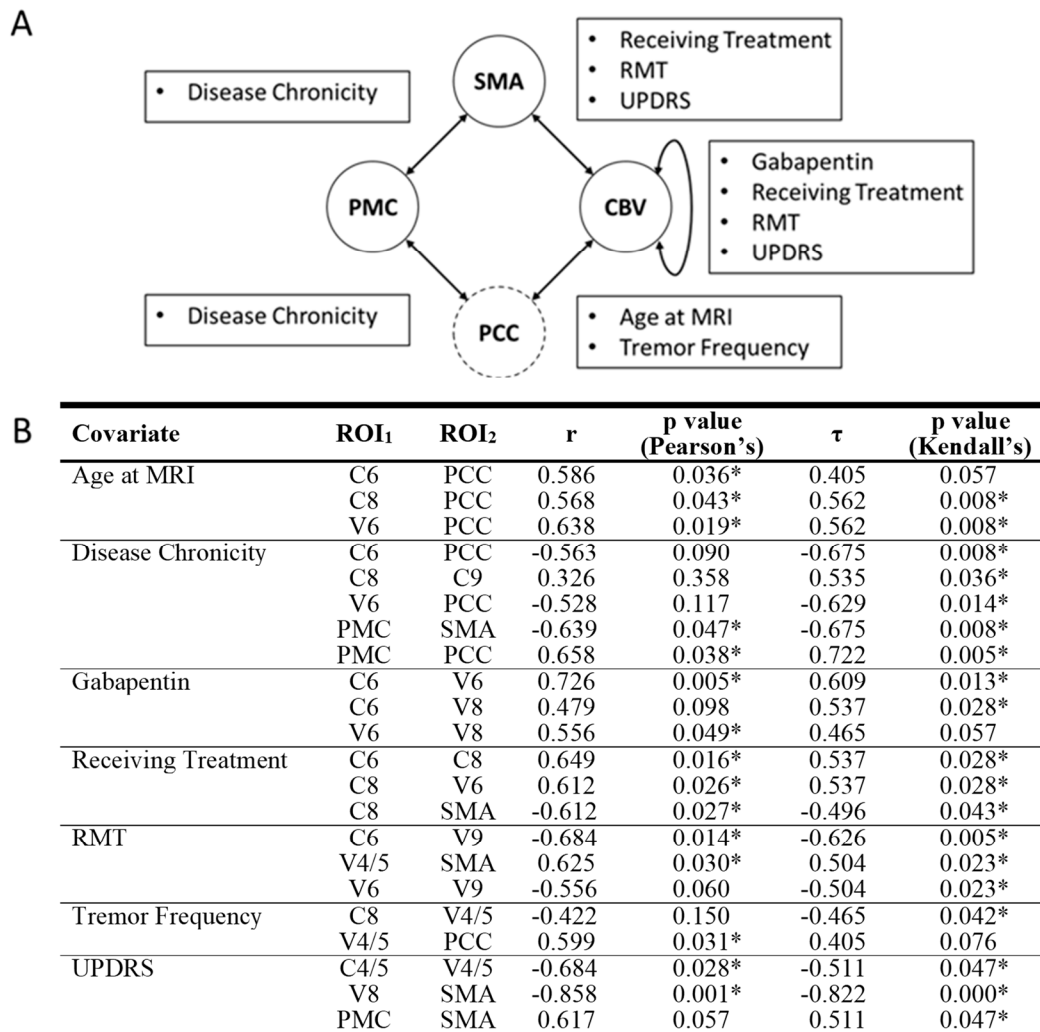 A
SMA
• Receiving Treatment
• RMT
• UPDRS
• Disease Chronicity
PMC
CBV
• Gabapentin
• Receiving Treatment
• RMT
• UPDRS
• Disease Chronicity
PCC
• Age at MRI
• Tremor Frequency
B
Covariate ROI₁ ROI₂ r p value (Pearson's) τ p value (Kendall's)
Age at MRI C6 PCC 0.586 0.036* 0.405 0.057
C8 PCC 0.568 0.043* 0.562 0.008*
V6 PCC 0.638 0.019* 0.562 0.008*
Disease Chronicity C6 PCC -0.563 0.090 -0.675 0.008*
C8 C9 0.326 0.358 0.535 0.036*
V6 PCC -0.528 0.117 -0.629 0.014*
PMC SMA -0.639 0.047* -0.675 0.008*
PMC PCC 0.658 0.038* 0.722 0.005*
Gabapentin C6 V6 0.726 0.005* 0.609 0.013*
C6 V8 0.479 0.098 0.537 0.028*
V6 V8 0.556 0.049* 0.465 0.057
Receiving Treatment C6 C8 0.649 0.016* 0.537 0.028*
C8 V6 0.612 0.026* 0.537 0.028*
C8 SMA -0.612 0.027* -0.496 0.043*
RMT C6 V9 -0.684 0.014* -0.626 0.005*
V4/5 SMA 0.625 0.030* 0.504 0.023*
V6 V9 -0.556 0.060 -0.504 0.023*
Tremor Frequency C8 V4/5 -0.422 0.150 -0.465 0.042*
V4/5 PCC 0.599 0.031* 0.405 0.076
UPDRS C4/5 V4/5 -0.684 0.028* -0.511 0.047*
V8 SMA -0.858 0.001* -0.822 0.000*
PMC SMA 0.617 0.057 0.511 0.047*